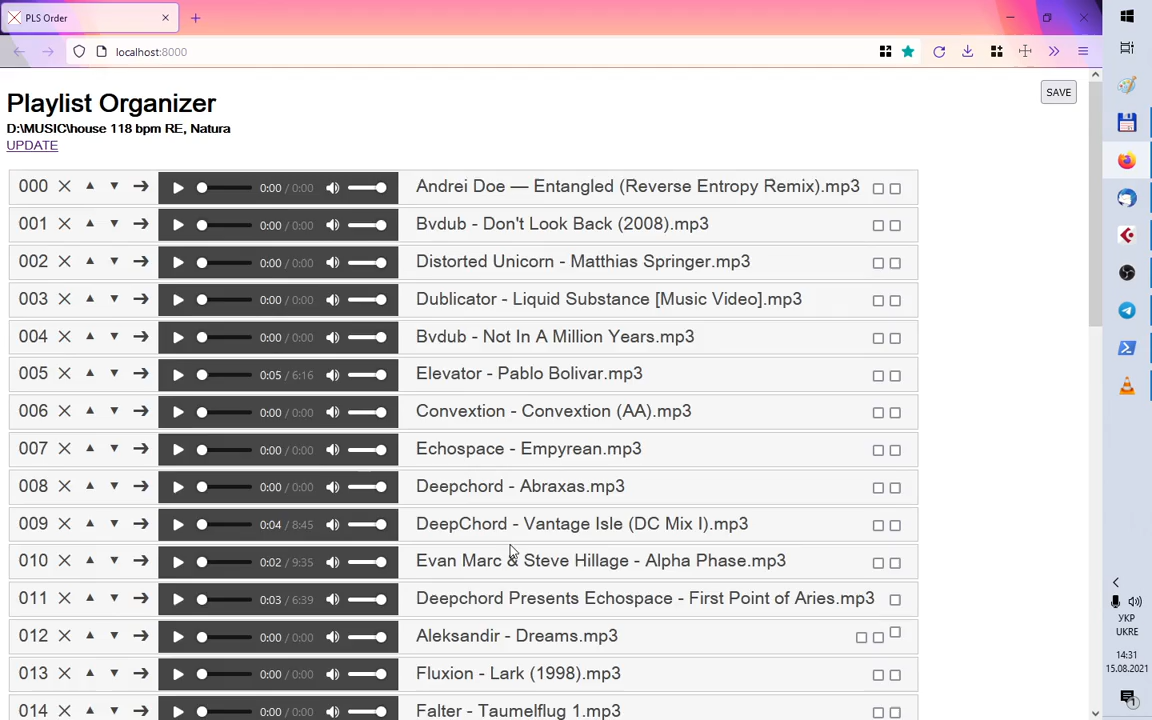 PLS Order
localhost:8000
Playlist Organizer
SAVE
D:\MUSIC\house 118 bpm RE, Natura
UPDATE
000 0:00 / 0:00 Andrei Doe — Entangled (Reverse Entropy Remix).mp3
001 0:00 / 0:00 Bvdub - Don't Look Back (2008).mp3
002 0:00 / 0:00 Distorted Unicorn - Matthias Springer.mp3
003 0:00 / 0:00 Dublicator - Liquid Substance [Music Video].mp3
004 0:00 / 0:00 Bvdub - Not In A Million Years.mp3
005 0:05 / 6:16 Elevator - Pablo Bolivar.mp3
006 0:00 / 0:00 Convextion - Convextion (AA).mp3
007 0:00 / 0:00 Echospace - Empyrean.mp3
008 0:00 / 0:00 Deepchord - Abraxas.mp3
009 0:04 / 8:45 DeepChord - Vantage Isle (DC Mix I).mp3
010 0:02 / 9:35 Evan Marc & Steve Hillage - Alpha Phase.mp3
011 0:03 / 6:39 Deepchord Presents Echospace - First Point of Aries.mp3
012 0:00 / 0:00 Aleksandir - Dreams.mp3
013 0:00 / 0:00 Fluxion - Lark (1998).mp3
014 0:00 / 0:00 Falter - Taumelflug 1.mp3
УКР
UKRE
14:31
15.08.2021
1